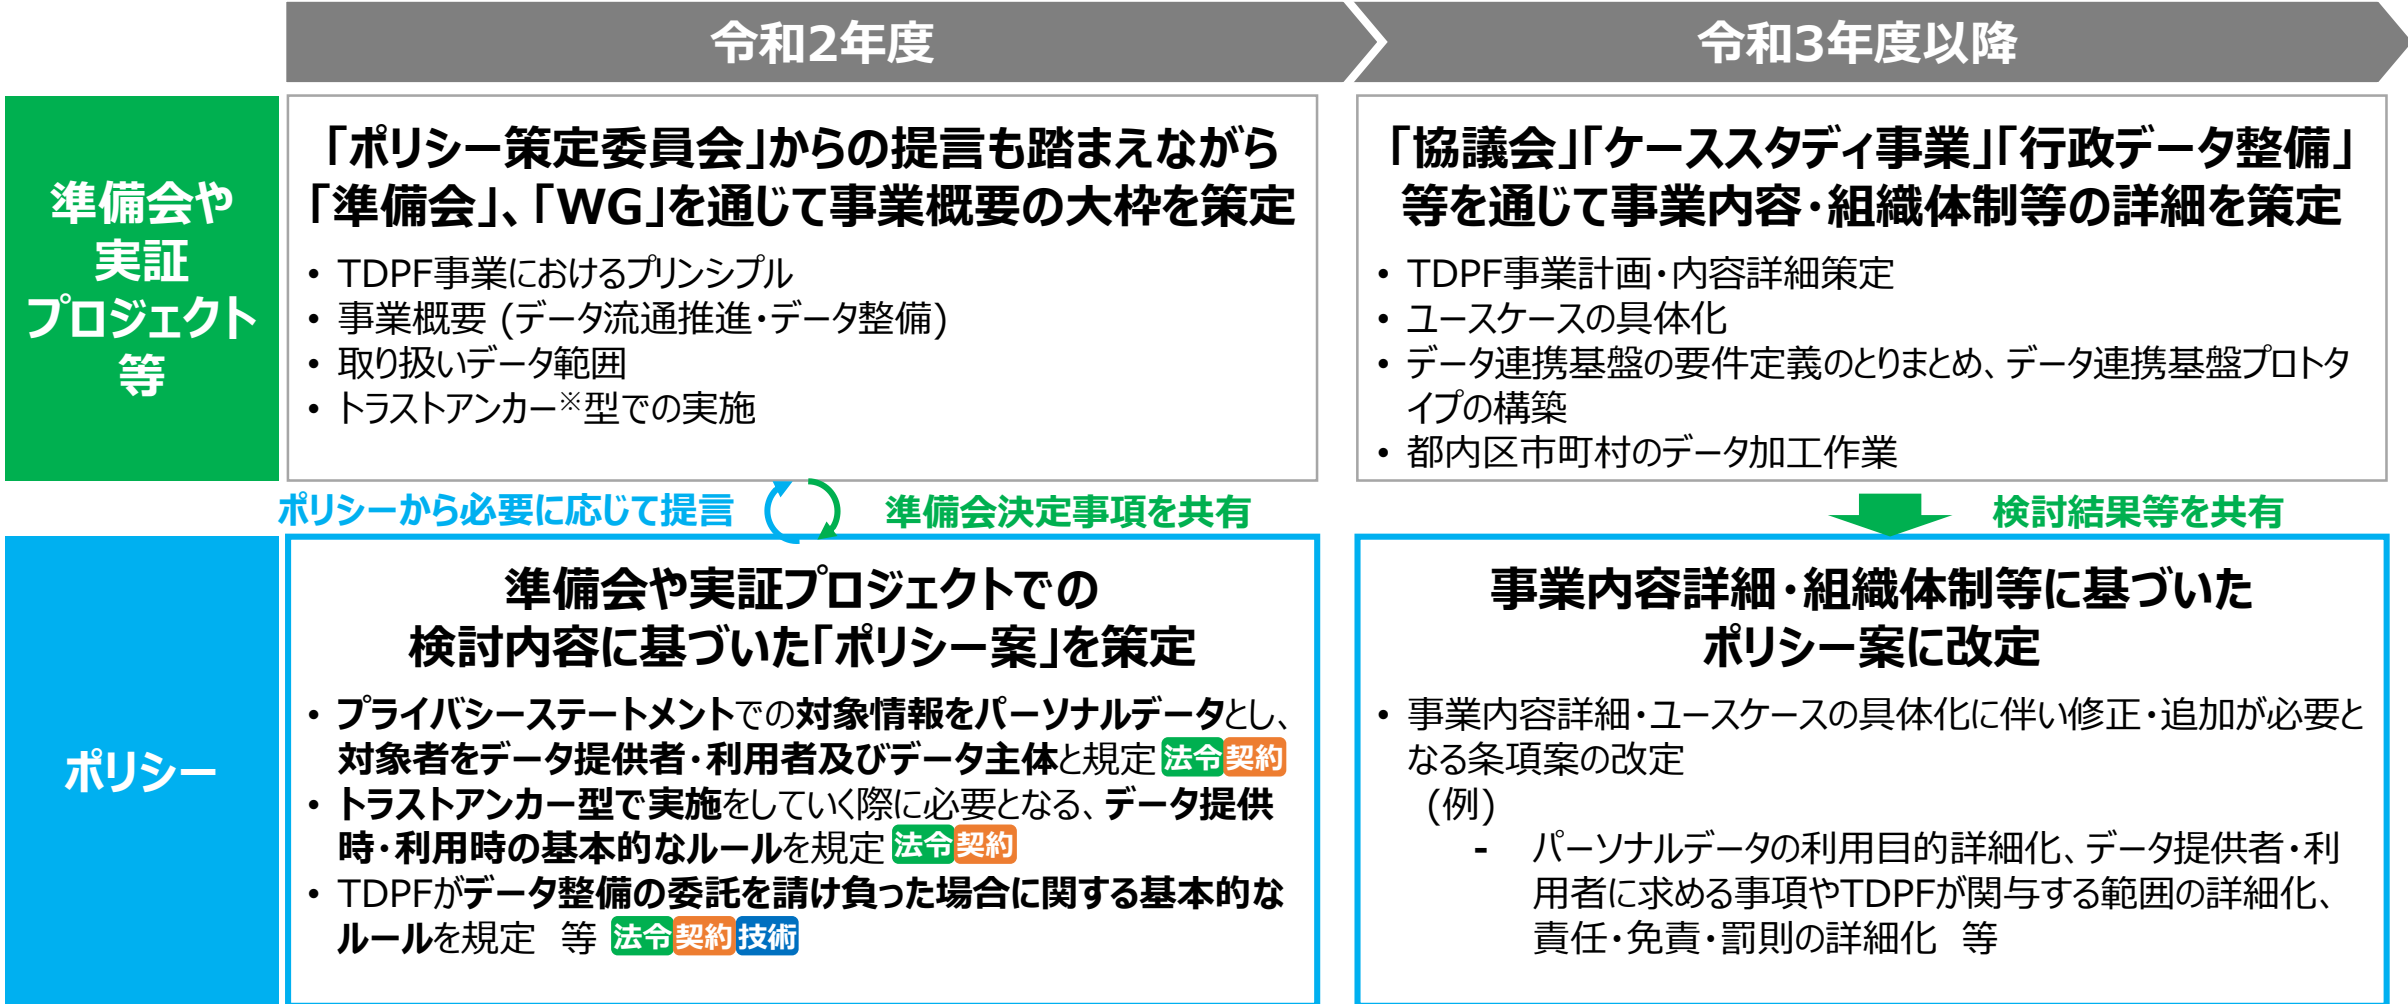 令和2年度
令和3年度以降
準備会や
実証
プロジェクト
等
「ポリシー策定委員会」からの提言も踏まえながら
「準備会」、「WG」を通じて事業概要の大枠を策定
• TDPF事業におけるプリンシプル
• 事業概要 (データ流通推進・データ整備)
• 取り扱いデータ範囲
• トラストアンカー※型での実施
「協議会」「ケーススタディ事業」「行政データ整備」
等を通じて事業内容・組織体制等の詳細を策定
• TDPF事業計画・内容詳細策定
• ユースケースの具体化
• データ連携基盤の要件定義のとりまとめ、データ連携基盤プロトタ
イプの構築
• 都内区市町村のデータ加工作業
ポリシーから必要に応じて提言
準備会決定事項を共有
検討結果等を共有
ポリシー
準備会や実証プロジェクトでの
検討内容に基づいた「ポリシー案」を策定
• プライバシーステートメントでの対象情報をパーソナルデータとし、
対象者をデータ提供者・利用者及びデータ主体と規定 法令 契約
• トラストアンカー型で実施をしていく際に必要となる、データ提供
時・利用時の基本的なルールを規定 法令 契約
• TDPFがデータ整備の委託を請け負った場合に関する基本的な
ルールを規定 等 法令 契約 技術
事業内容詳細・組織体制等に基づいた
ポリシー案に改定
• 事業内容詳細・ユースケースの具体化に伴い修正・追加が必要と
なる条項案の改定
(例)
- パーソナルデータの利用目的詳細化、データ提供者・利
用者に求める事項やTDPFが関与する範囲の詳細化、
責任・免責・罰則の詳細化 等